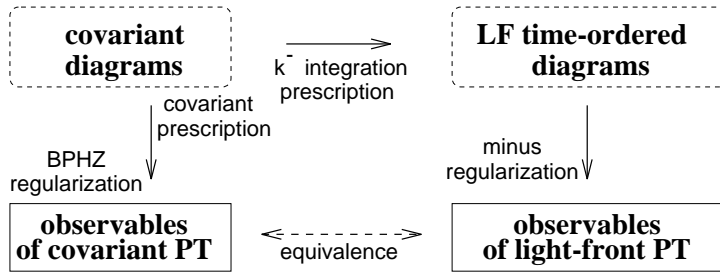 covariant
diagrams
k- integration
prescription
LF time-ordered
diagrams
covariant
prescription
BPHZ
regularization
minus
regularization
observables
of covariant PT
equivalence
observables
of light-front PT